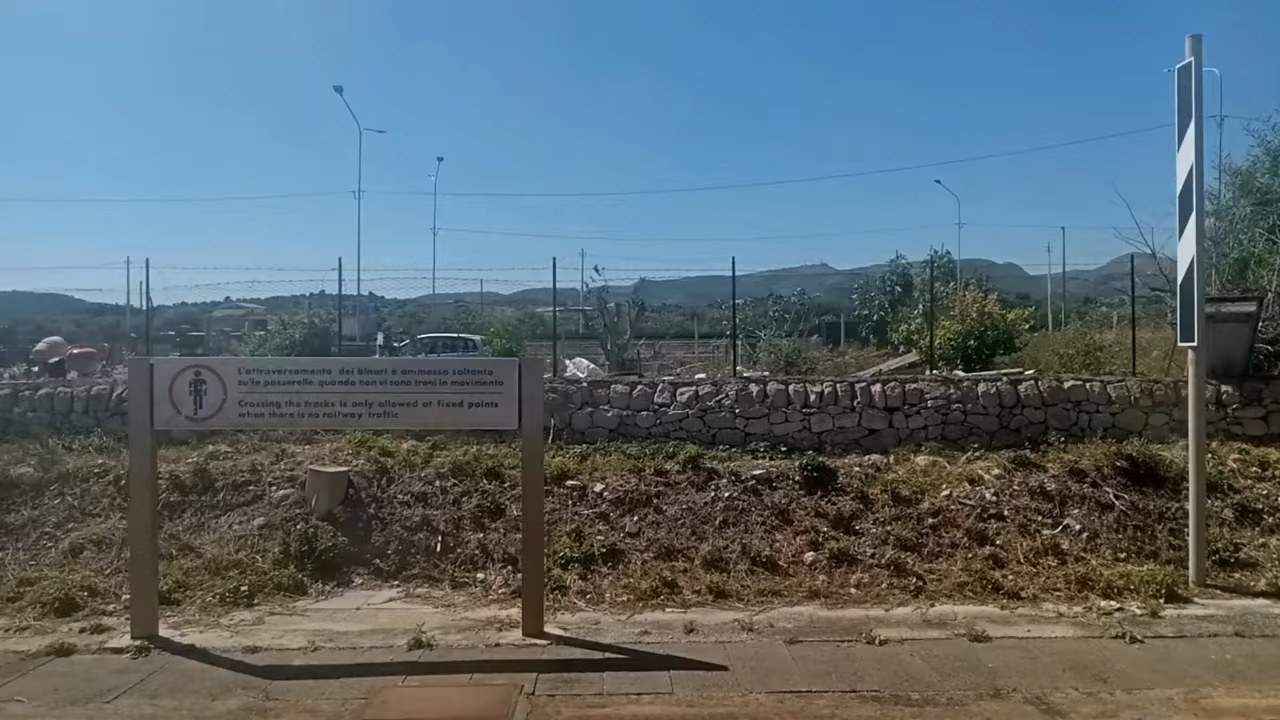 L'attraversamento dei binari è ammesso soltanto
sulle passerelle quando non vi sono treni in movimento
Crossing the tracks is only allowed at fixed points
when there is no railway traffic